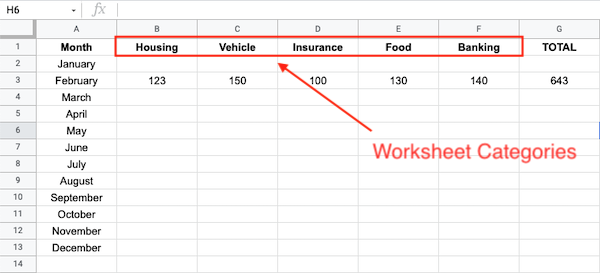 H6 fx
A B C D E F G
1 Month Housing Vehicle Insurance Food Banking TOTAL
2 January
3 February 123 150 100 130 140 643
4 March
5 April
6 May
7 June
8 July
9 August
10 September
11 October
12 November
13 December
14
Worksheet Categories